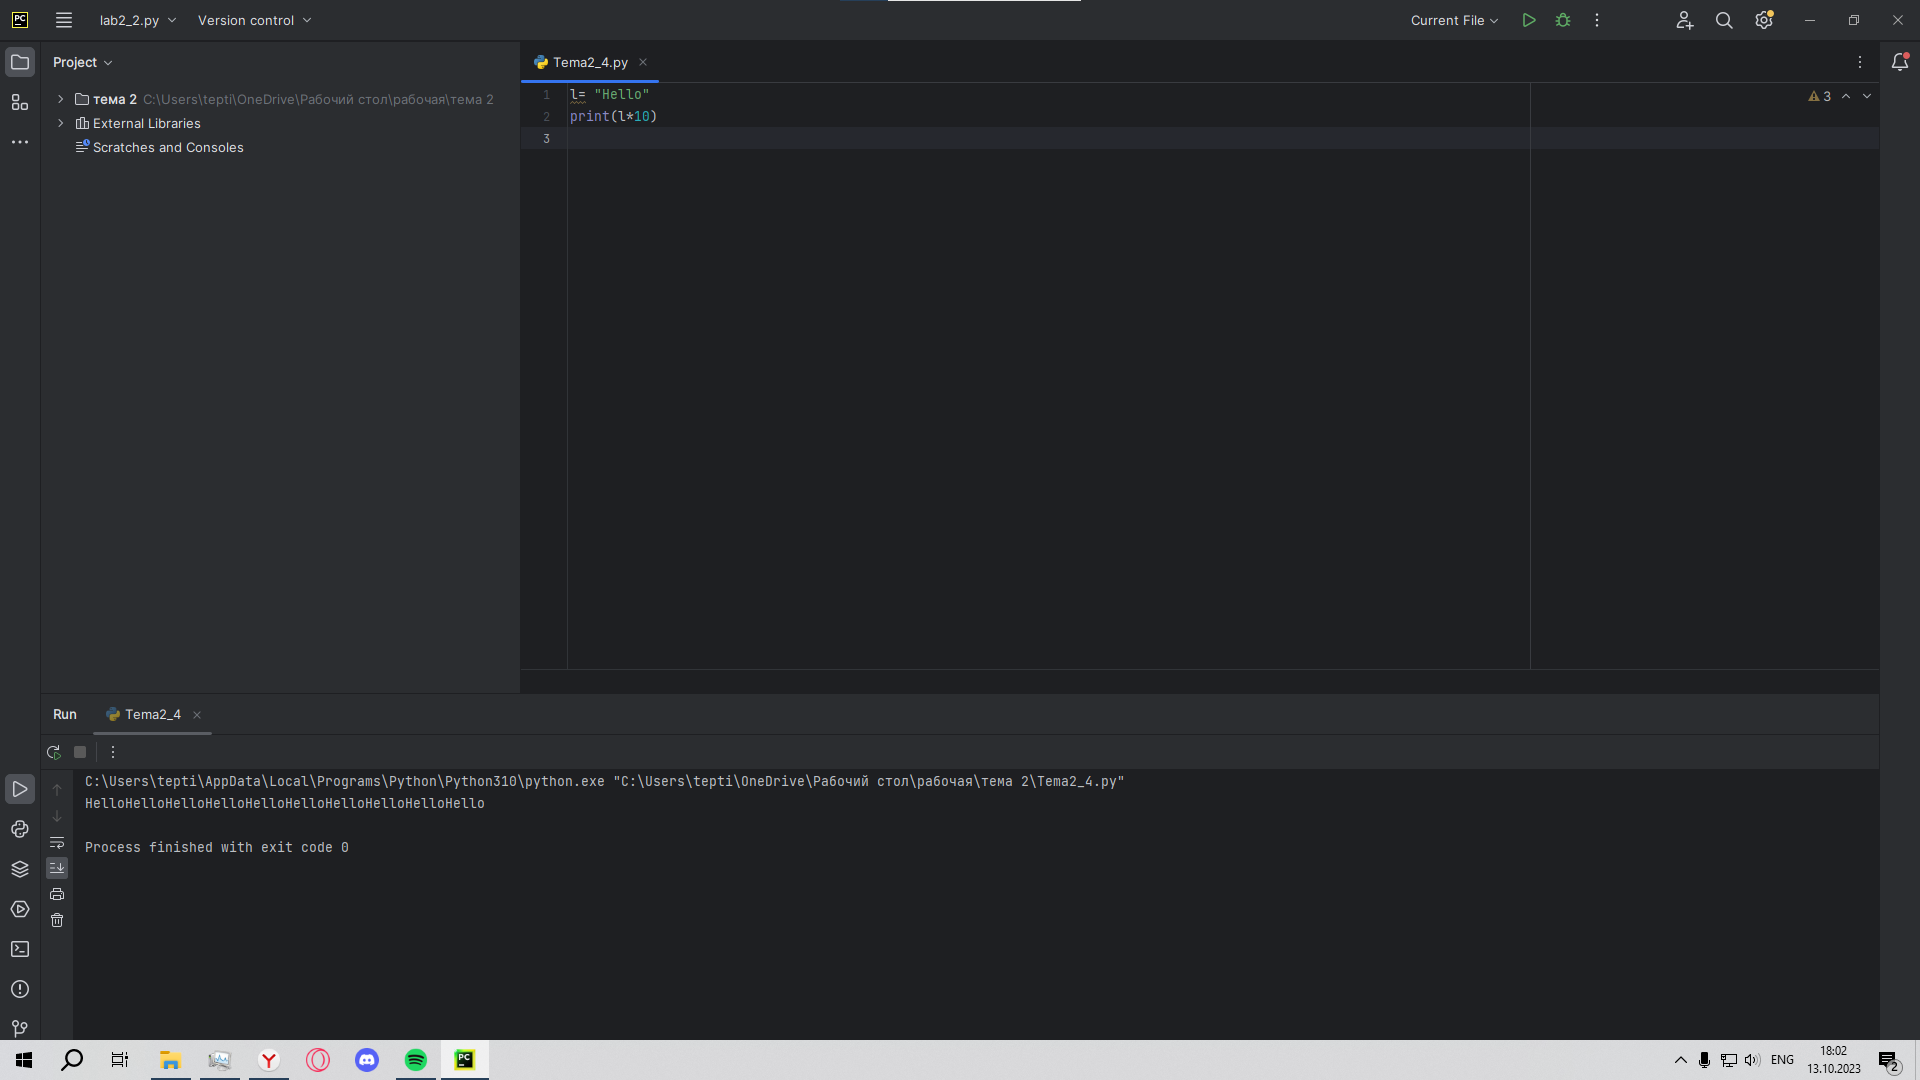 PC lab2_2.py Version control Current File
Project
Tema2_4.py
тема 2 C:\Users\tepti\OneDrive\Рабочий стол\рабочая\тема 2
External Libraries
Scratches and Consoles
1 l= "Hello"
2 print(l*10)
3
3
Run Tema2_4
C:\Users\tepti\AppData\Local\Programs\Python\Python310\python.exe "C:\Users\tepti\OneDrive\Рабочий стол\рабочая\тема 2\Tema2_4.py"
HelloHelloHelloHelloHelloHelloHelloHelloHelloHello
Process finished with exit code 0
PC ENG 18:02
13.10.2023 2